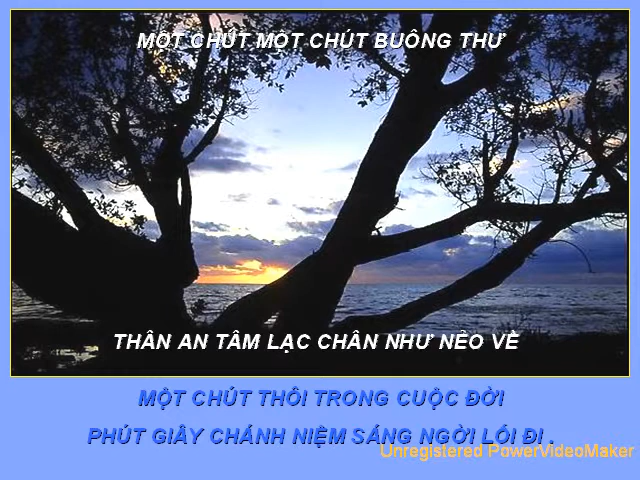 MỘT CHÚT MỘT CHÚT BUÔNG THƯ
THÂN AN TÂM LẠC CHÂN NHƯ NẺO VỀ
MỘT CHÚT THÔI TRONG CUỘC ĐỜI
PHÚT GIÂY CHÁNH NIỆM SÁNG NGỜI LỐI ĐI .
Unregistered PowerVideoMaker